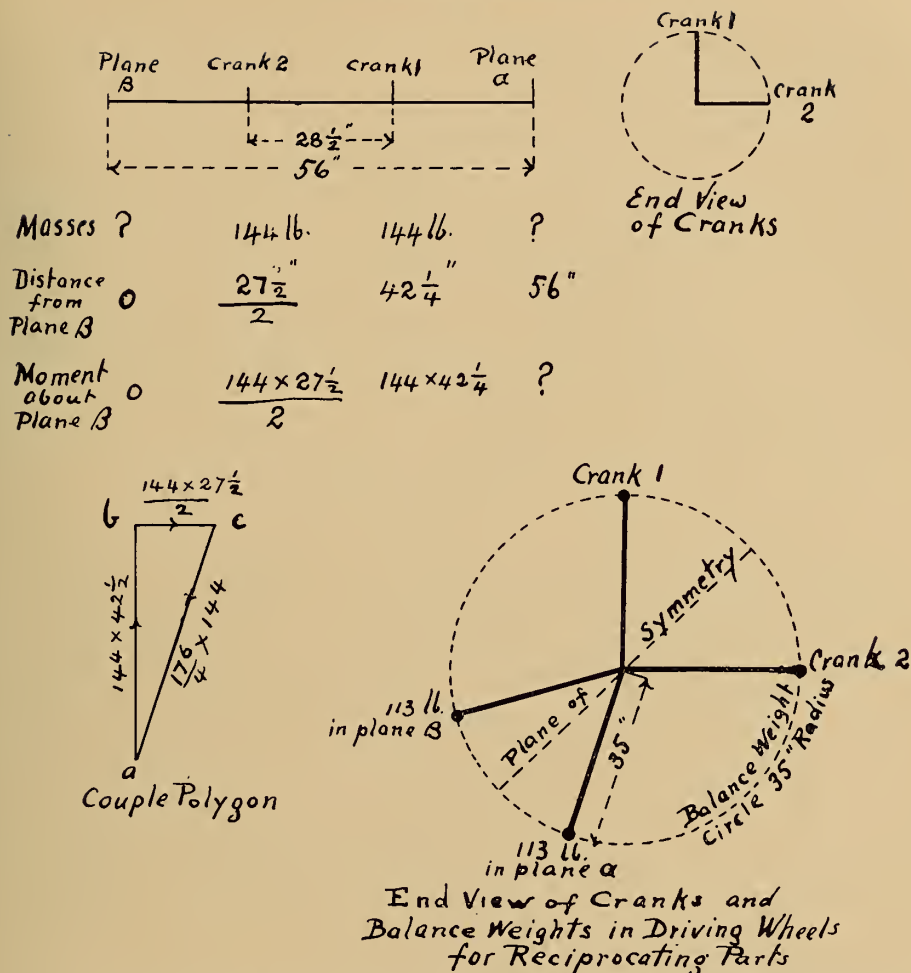 Plane β
Crank 2
Crank 1
Plane α
28 1/2"
56"
Crank 1
Crank 2
End View
of Cranks
Masses ? 144 lb. 144 lb. ?
Distance from Plane β 0 27 1/2"/2 42 1/4" 56"
Moment about Plane β 0 144 × 27 1/2/2 144 × 42 1/4 ?
144 × 27 1/2/2
b c
144 × 42 1/2
176/4 × 144
a
Couple Polygon
Crank 1
Plane of Symmetry
Crank 2
113 lb.
in plane β
35"
Balance Weight
Circle 35" Radius
113 lb.
in plane α
End View of Cranks and
Balance Weights in Driving Wheels
for Reciprocating Parts